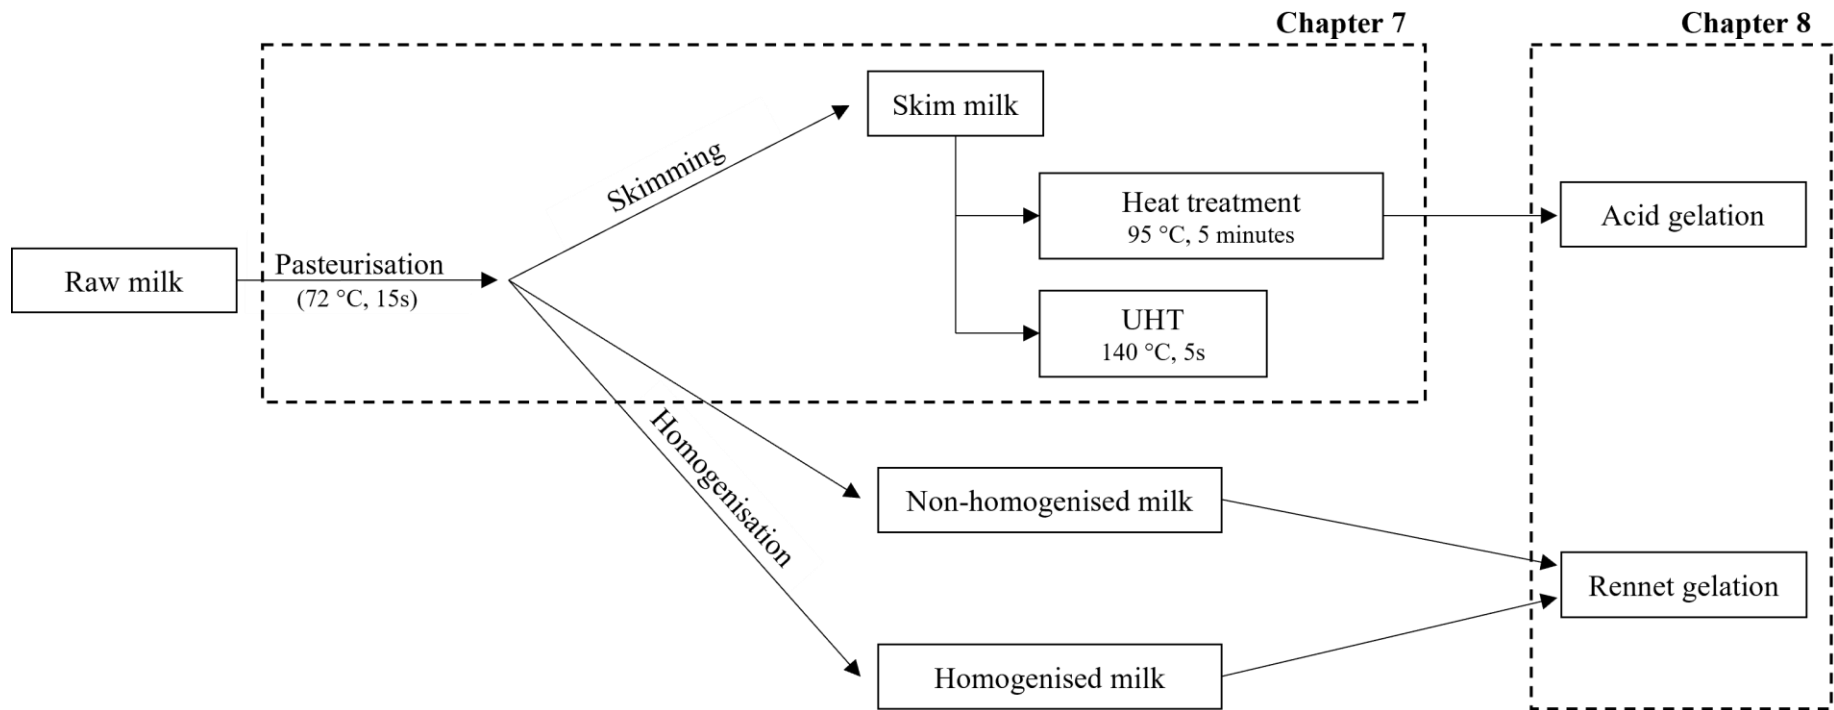 Chapter 7
Chapter 8
Skim milk
Skimming
Heat treatment
95 °C, 5 minutes
Acid gelation
Raw milk
Pasteurisation
(72 °C, 15s)
UHT
140 °C, 5s
Homogenisation
Non-homogenised milk
Rennet gelation
Homogenised milk